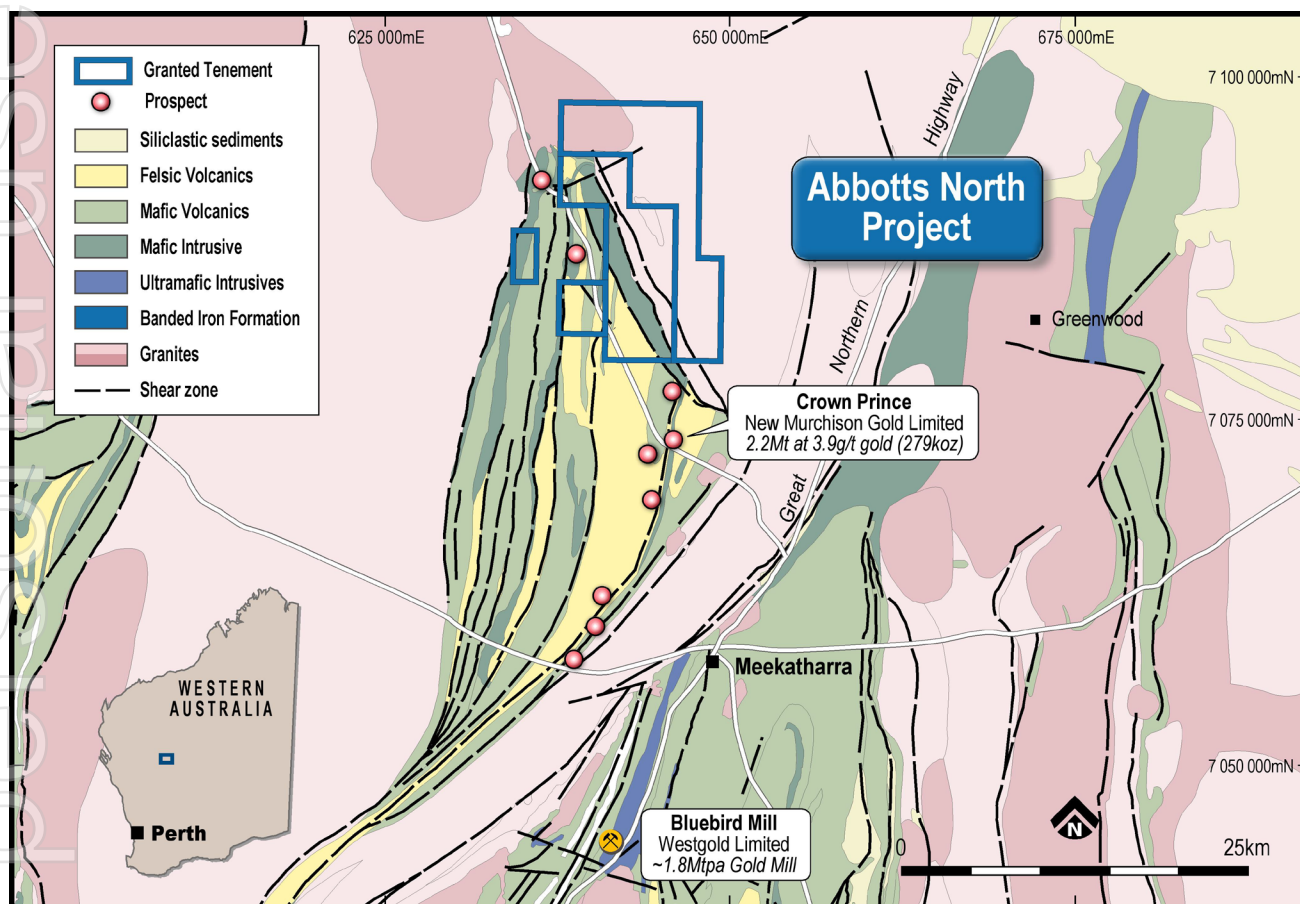 625 000mE
650 000mE
675 000mE
7 100 000mN
Granted Tenement
Prospect
Siliclastic sediments
Felsic Volcanics
Mafic Volcanics
Mafic Intrusive
Ultramafic Intrusives
Banded Iron Formation
Granites
Shear zone
Highway
Abbotts North
Project
Northern
Greenwood
Crown Prince
New Murchison Gold Limited
2.2Mt at 3.9g/t gold (279koz)
7 075 000mN
Great
Meekatharra
WESTERN
AUSTRALIA
7 050 000mN
Perth
Bluebird Mill
Westgold Limited
~1.8Mtpa Gold Mill
N
0
25km